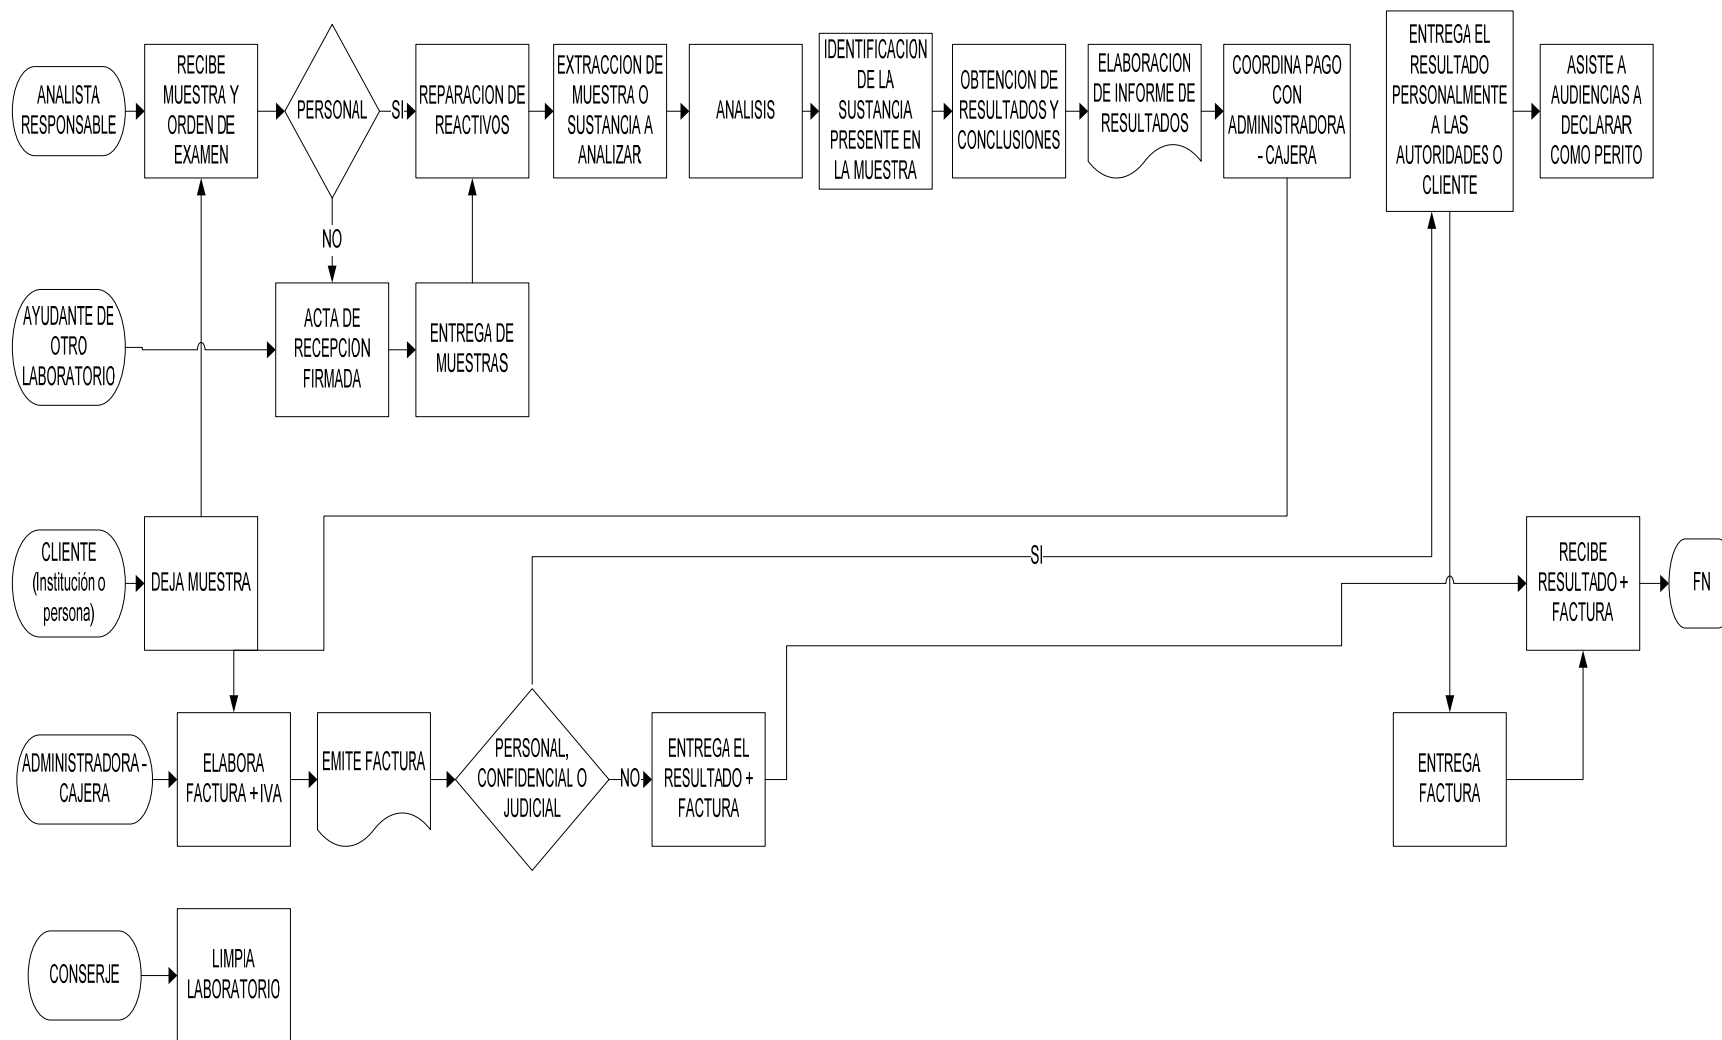 ANALISTA
RESPONSABLE
RECIBE
MUESTRA Y
ORDEN DE
EXAMEN
PERSONAL
SI
REPARACION DE
REACTIVOS
EXTRACCION DE
MUESTRA O
SUSTANCIA A
ANALIZAR
ANALISIS
IDENTIFICACION
DE LA
SUSTANCIA
PRESENTE EN
LA MUESTRA
OBTENCION DE
RESULTADOS Y
CONCLUSIONES
ELABORACION
DE INFORME DE
RESULTADOS
COORDINA PAGO
CON
ADMINISTRADORA
- CAJERA
ENTREGA EL
RESULTADO
PERSONALMENTE
A LAS
AUTORIDADES O
CLIENTE
ASISTE A
AUDIENCIAS A
DECLARAR
COMO PERITO
NO
AYUDANTE DE
OTRO
LABORATORIO
ACTA DE
RECEPCION
FIRMADA
ENTREGA DE
MUESTRAS
CLIENTE
(Institución o
persona)
DEJA MUESTRA
SI
RECIBE
RESULTADO +
FACTURA
FN
ADMINISTRADORA -
CAJERA
ELABORA
FACTURA + IVA
EMITE FACTURA
PERSONAL,
CONFIDENCIAL O
JUDICIAL
NO
ENTREGA EL
RESULTADO +
FACTURA
ENTREGA
FACTURA
CONSERJE
LIMPIA
LABORATORIO